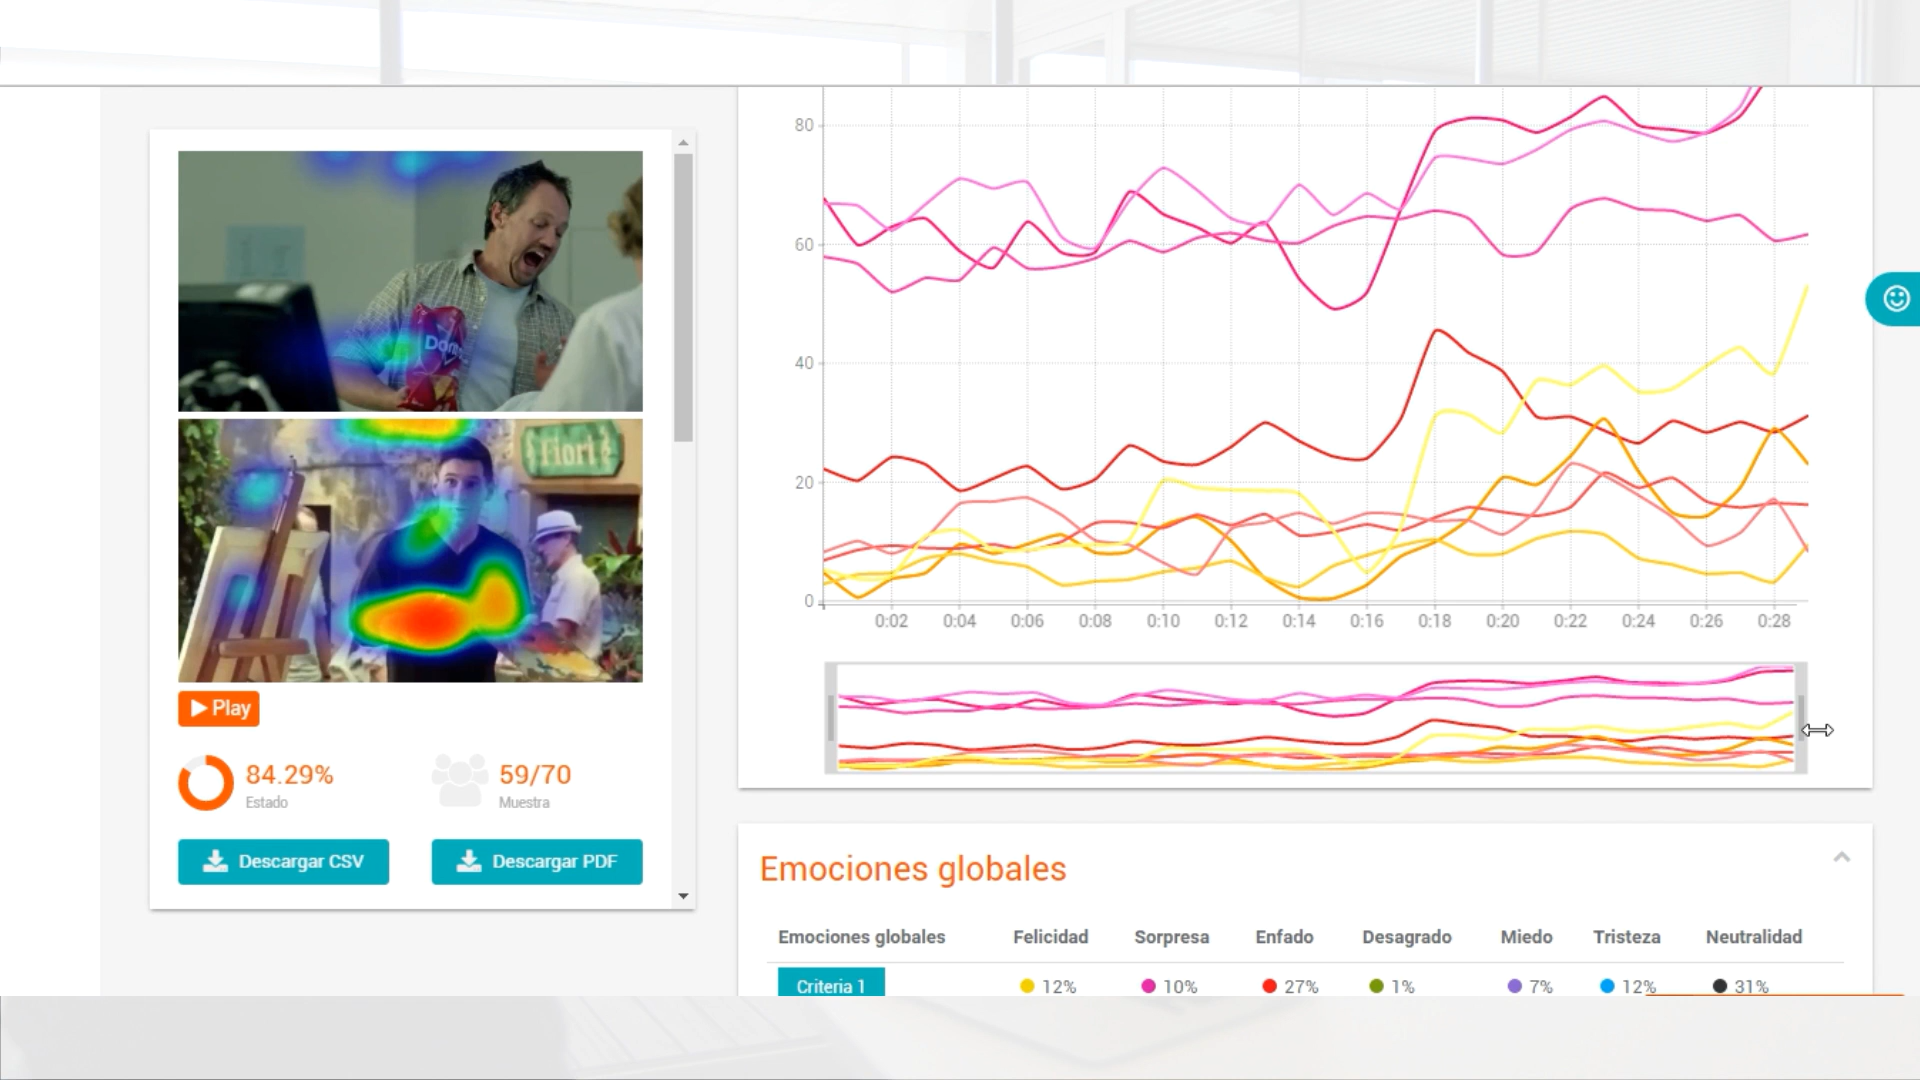 Dorit
Fiori
Play
84.29%
Estado
59/70
Muestra
Descargar CSV
Descargar PDF
80
60
40
20
0
0:02 0:04 0:06 0:08 0:10 0:12 0:14 0:16 0:18 0:20 0:22 0:24 0:26 0:28
Emociones globales
Emociones globales Felicidad Sorpresa Enfado Desagrado Miedo Tristeza Neutralidad
Criteria 1 12% 10% 27% 1% 7% 12% 31%